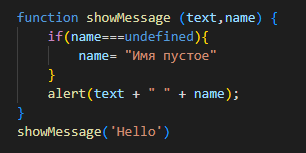 function showMessage (text,name) {
    if(name===undefined){
        name= "Имя пустое"
    }
    alert(text + " " + name);
}
showMessage('Hello')